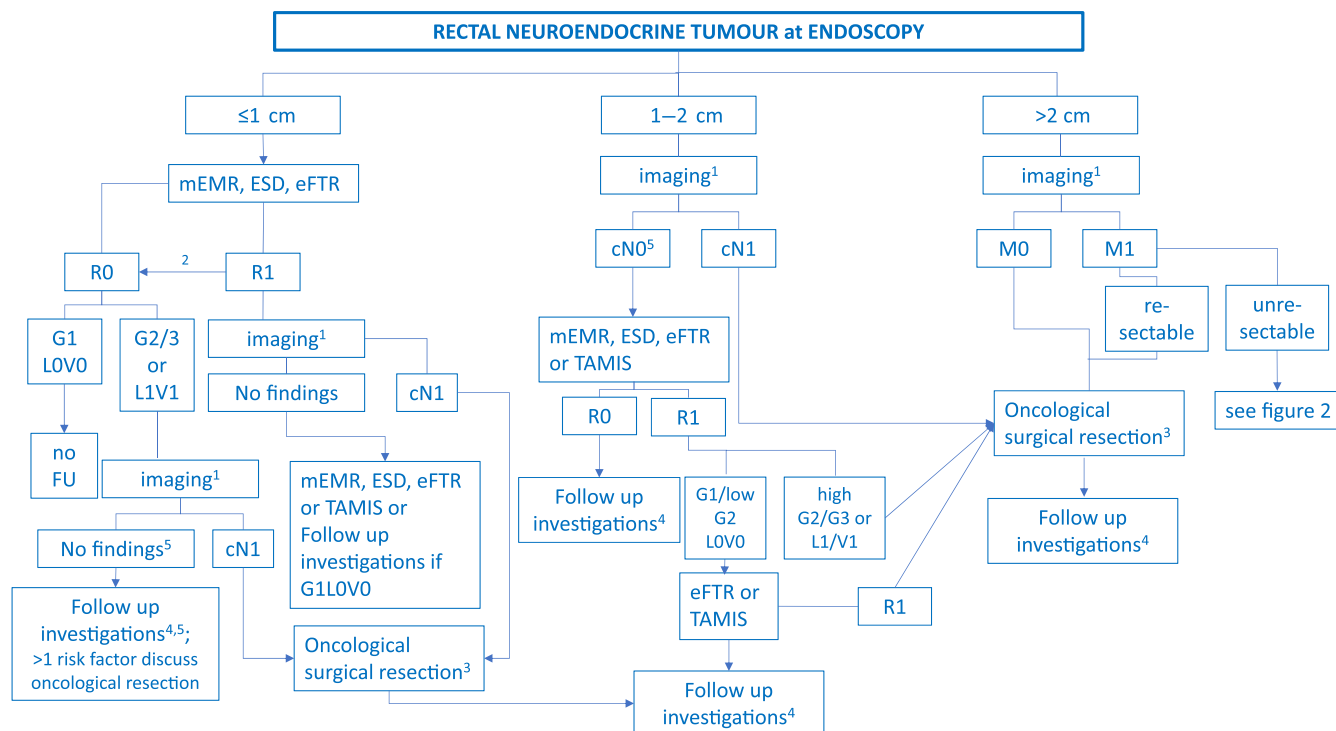 RECTAL NEUROENDOCRINE TUMOUR at ENDOSCOPY
≤1 cm
1–2 cm
>2 cm
mEMR, ESD, eFTR
imaging¹
imaging¹
R0
2
R1
cN0⁵
cN1
M0
M1
re-
sectable
unre-
sectable
G1
L0V0
G2/3
or
L1V1
imaging¹
No findings
cN1
mEMR, ESD, eFTR
or TAMIS
R0
R1
Oncological
surgical resection³
see figure 2
no
FU
imaging¹
mEMR, ESD, eFTR
or TAMIS or
Follow up
investigations if
G1L0V0
Follow up
investigations⁴
G1/low
G2
L0V0
high
G2/G3 or
L1/V1
Follow up
investigations⁴
No findings⁵
cN1
eFTR or
TAMIS
R1
Follow up
investigations⁴,⁵;
>1 risk factor discuss
oncological resection
Oncological
surgical resection³
Follow up
investigations⁴